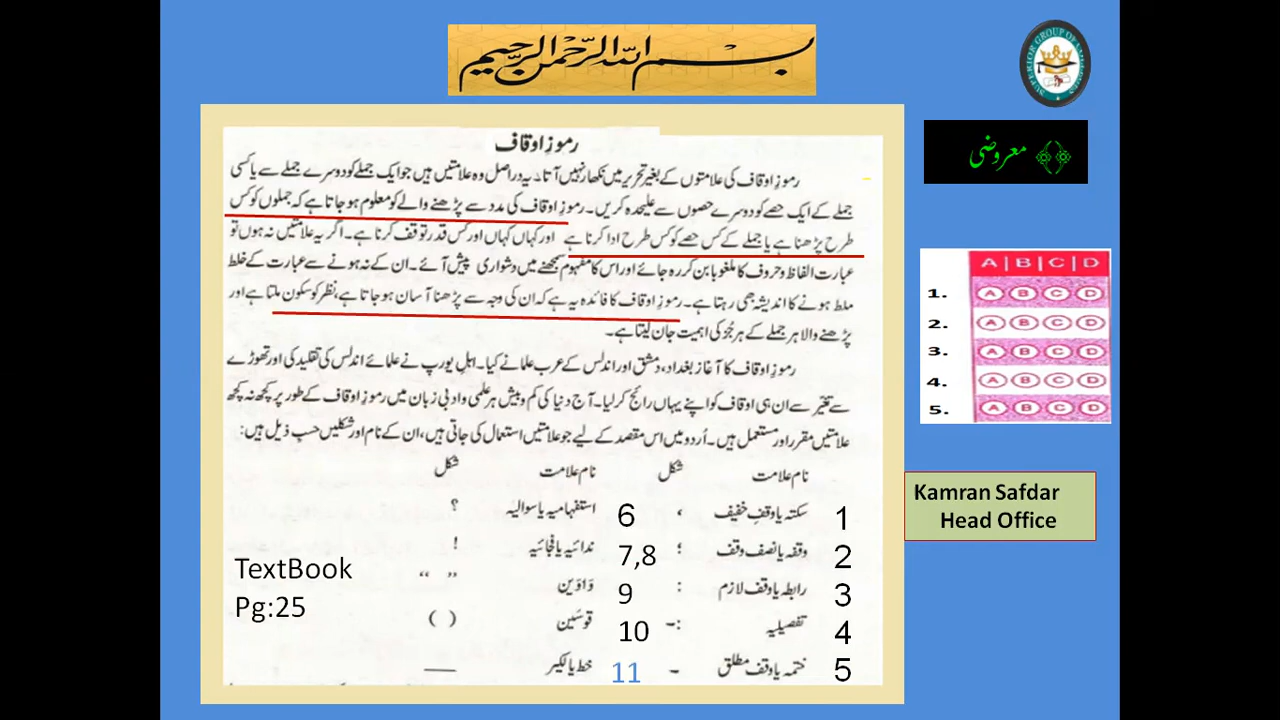 بسم اللہ الرحمن الرحیم
SUPERIOR GROUP OF
معروضی
رموزِ اوقاف
رموزِ اوقاف کی علامتوں کے بغیر تحریر میں نکھار نہیں آتا۔ یہ دراصل وہ علامتیں ہیں جو ایک جملے کو دوسرے جملے سے یا کسی
جملے کے ایک حصے کو دوسرے حصوں سے علیحدہ کریں۔ رموزِ اوقاف کی مدد سے پڑھنے والے کو معلوم ہو جاتا ہے کہ جملوں کو کس
طرح پڑھنا ہے یا جملے کے کس حصے کو کس طرح ادا کرنا ہے اور کہاں کہاں اور کس قدر توقف کرنا ہے۔ اگر یہ علامتیں نہ ہوں تو
عبارت الفاظ و حروف کا ملغوبا بن کر رہ جائے اور اس کا مفہوم سمجھنے میں دشواری پیش آئے۔ ان کے نہ ہونے سے عبارت کے خلط
ملط ہونے کا اندیشہ بھی رہتا ہے۔ رموزِ اوقاف کا فائدہ یہ ہے کہ ان کی وجہ سے پڑھنا آسان ہو جاتا ہے، نظر کو سکون ملتا ہے اور
پڑھنے والا ہر جملے کے ہر جُز کی اہمیت جان لیتا ہے۔
رموزِ اوقاف کا آغاز بغداد، دمشق اور اندلس کے عرب علما نے کیا۔ اہلِ یورپ نے علمائے اندلس کی تقلید کی اور تھوڑے
سے تغیّر سے ان ہی اوقاف کو اپنے یہاں رائج کر لیا۔ آج دنیا کی کم و بیش ہر علمی و ادبی زبان میں رموزِ اوقاف کے طور پر کچھ نہ کچھ
علامتیں مقرر اور مستعمل ہیں۔ اُردو میں اس مقصد کے لیے جو علامتیں استعمال کی جاتی ہیں، ان کے نام اور شکلیں حسبِ ذیل ہیں:
نام علامت شکل نام علامت شکل
1 سکتہ یا وقفِ خفیف ، 6 استفہامیہ یا سوالیہ ؟
2 وقفہ یا نصف وقف ؛ 7,8 ندائیہ یا فجائیہ !
3 رابطہ یا وقفِ لازم : 9 وَاوَین “ ”
4 تفصیلیہ :- 10 قوسَین ( )
5 ختمہ یا وقفِ مطلق - 11 خط یا لکیر ___
TextBook
Pg:25
A B C D
1. A B C D
2. A B C D
3. A B C D
4. A B C D
5. A B C D
Kamran Safdar
Head Office